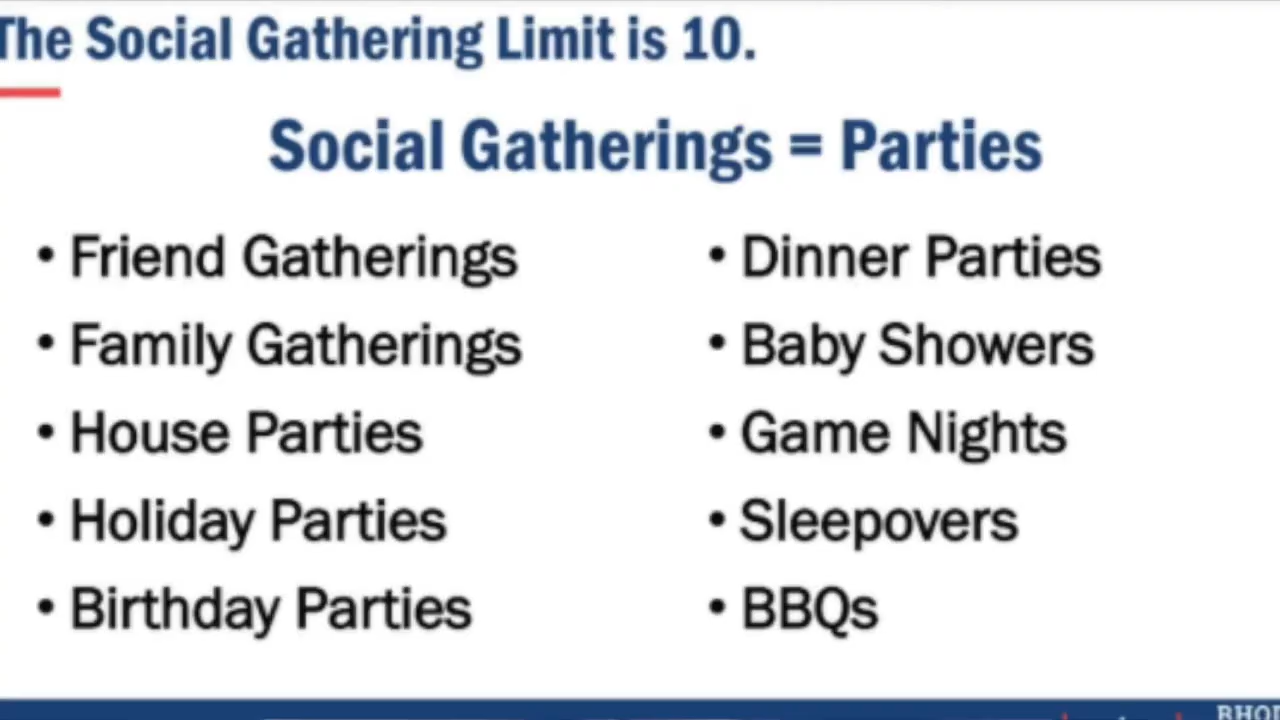 The Social Gathering Limit is 10.
Social Gatherings = Parties
• Friend Gatherings
• Family Gatherings
• House Parties
• Holiday Parties
• Birthday Parties
• Dinner Parties
• Baby Showers
• Game Nights
• Sleepovers
• BBQs